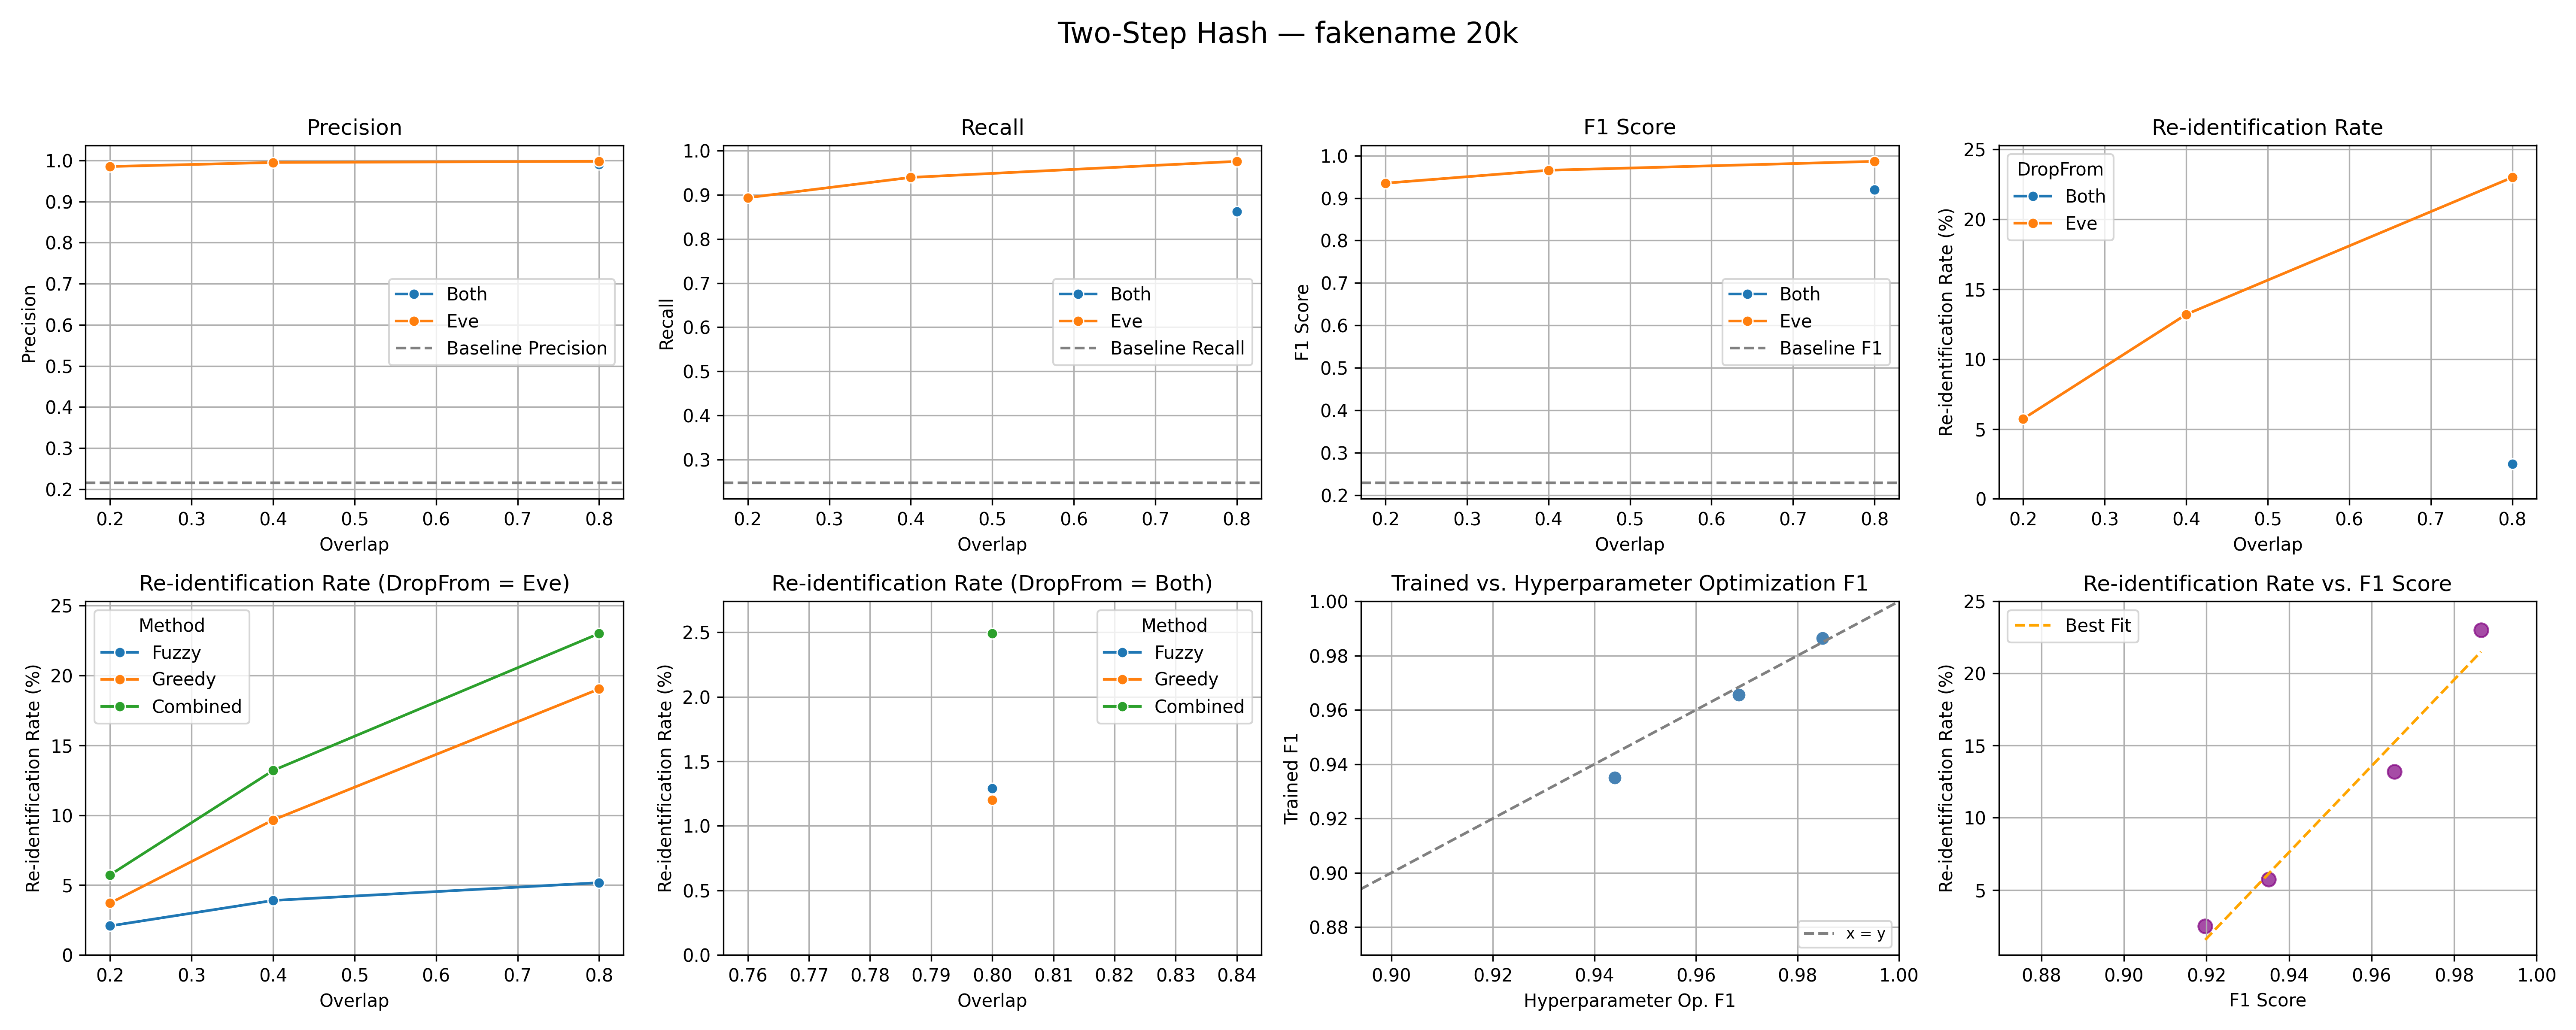 Two-Step Hash — fakename 20k
Precision
1.0
0.9
0.8
0.7
0.6
0.5
0.4
0.3
0.2
Precision
Both
Eve
Baseline Precision
0.2 0.3 0.4 0.5 0.6 0.7 0.8
Overlap
Recall
1.0
0.9
0.8
0.7
0.6
0.5
0.4
0.3
Recall
Both
Eve
Baseline Recall
0.2 0.3 0.4 0.5 0.6 0.7 0.8
Overlap
F1 Score
1.0
0.9
0.8
0.7
0.6
0.5
0.4
0.3
0.2
F1 Score
Both
Eve
Baseline F1
0.2 0.3 0.4 0.5 0.6 0.7 0.8
Overlap
Re-identification Rate
25
20
15
10
5
0
Re-identification Rate (%)
DropFrom
Both
Eve
0.2 0.3 0.4 0.5 0.6 0.7 0.8
Overlap
Re-identification Rate (DropFrom = Eve)
25
20
15
10
5
0
Re-identification Rate (%)
Method
Fuzzy
Greedy
Combined
0.2 0.3 0.4 0.5 0.6 0.7 0.8
Overlap
Re-identification Rate (DropFrom = Both)
2.5
2.0
1.5
1.0
0.5
0.0
Re-identification Rate (%)
Method
Fuzzy
Greedy
Combined
0.76 0.77 0.78 0.79 0.80 0.81 0.82 0.83 0.84
Overlap
Trained vs. Hyperparameter Optimization F1
1.00
0.98
0.96
0.94
0.92
0.90
0.88
Trained F1
x = y
0.90 0.92 0.94 0.96 0.98 1.00
Hyperparameter Op. F1
Re-identification Rate vs. F1 Score
25
20
15
10
5
Re-identification Rate (%)
Best Fit
0.88 0.90 0.92 0.94 0.96 0.98 1.00
F1 Score